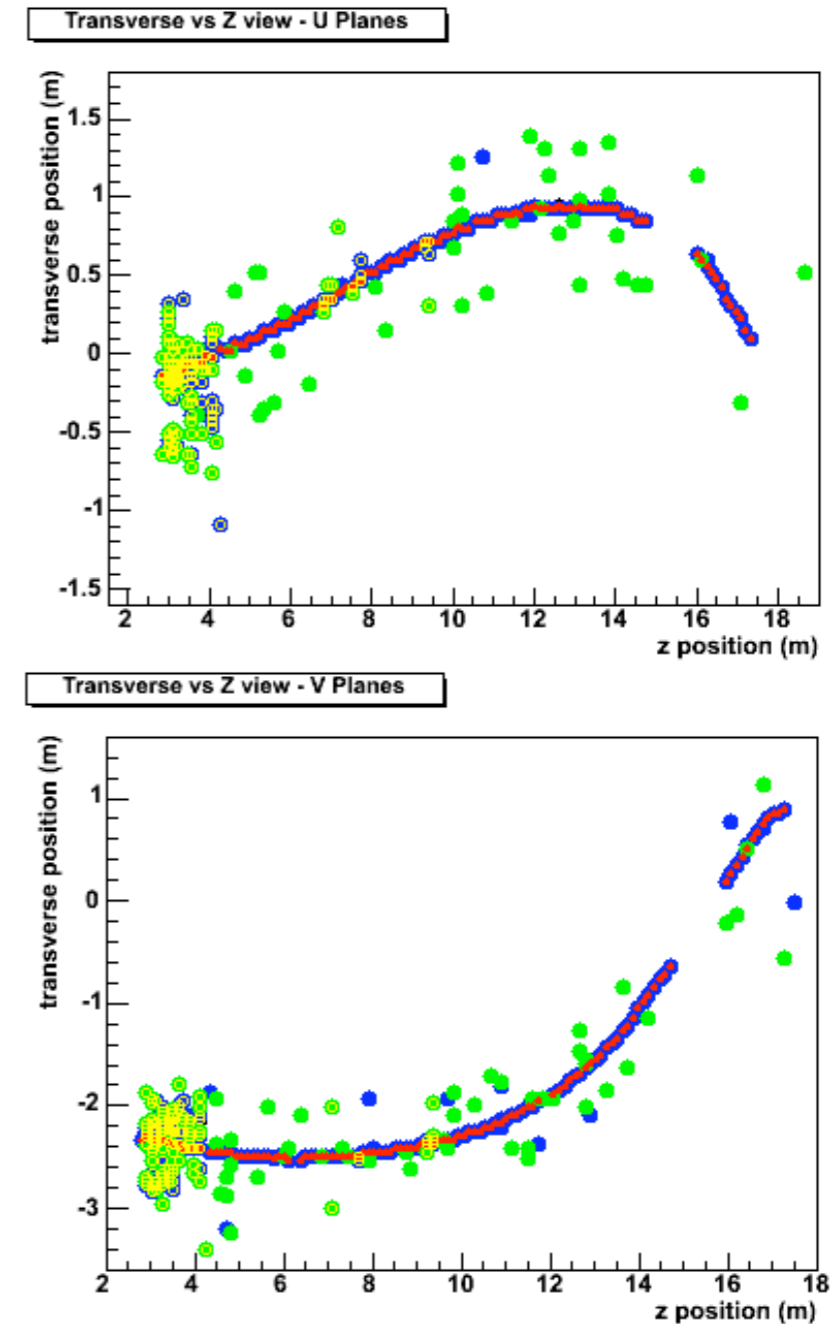 Transverse vs Z view - U Planes
transverse position (m)
1.5
1
0.5
0
-0.5
-1
-1.5
2 4 6 8 10 12 14 16 18
z position (m)
Transverse vs Z view - V Planes
transverse position (m)
1
0
-1
-2
-3
2 4 6 8 10 12 14 16 18
z position (m)